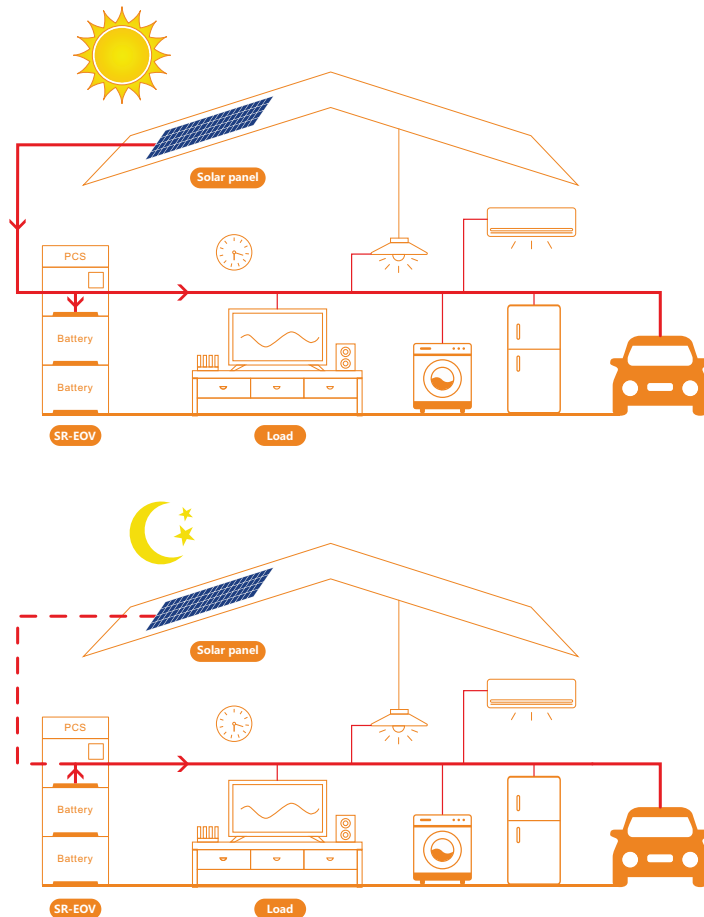 Solar panel
PCS
Battery
Battery
SR-EOV
Load
Solar panel
PCS
Battery
Battery
SR-EOV
Load